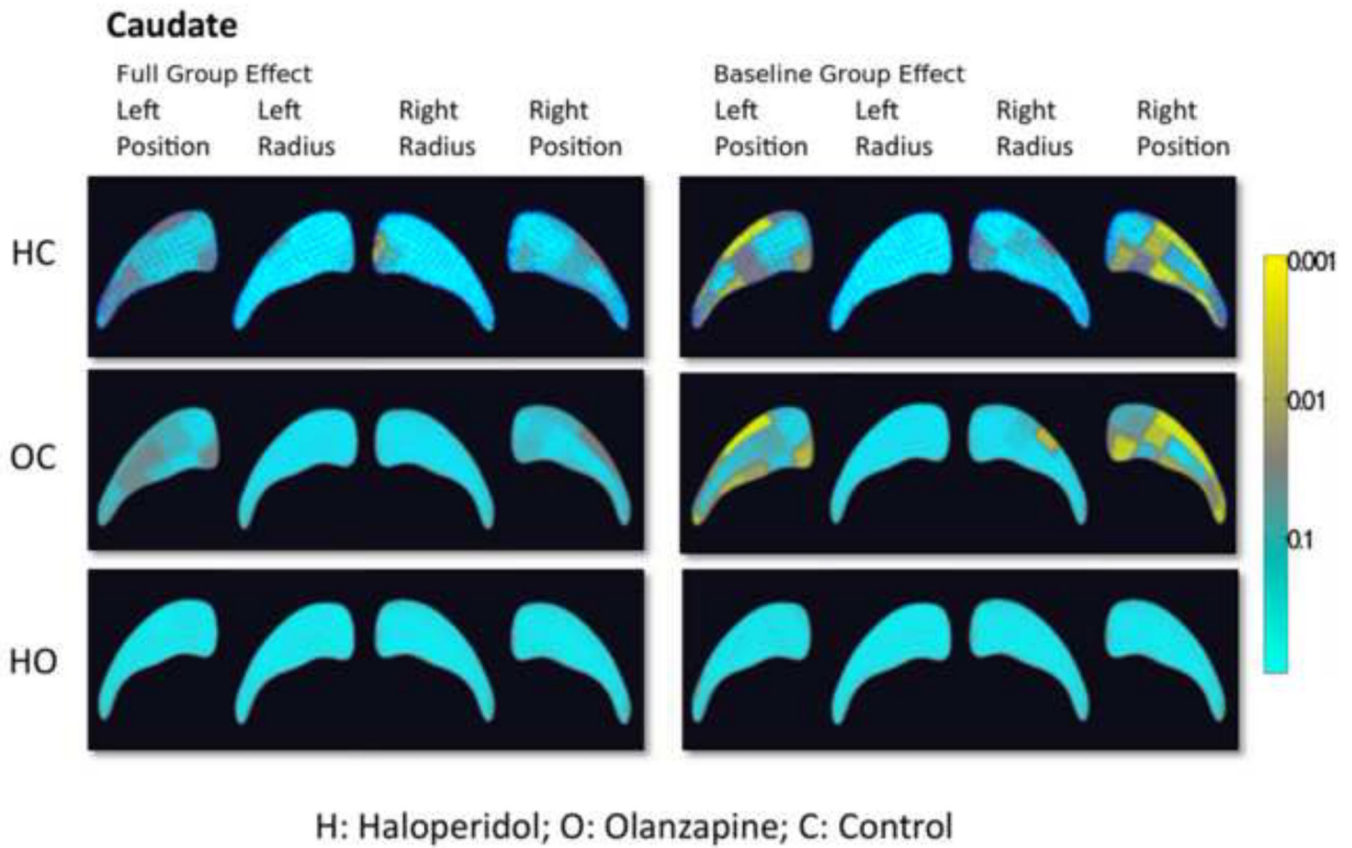 Caudate
Full Group Effect
Left Position
Left Radius
Right Radius
Right Position
Baseline Group Effect
Left Position
Left Radius
Right Radius
Right Position
HC
OC
HO
0.001
0.01
0.1
H: Haloperidol; O: Olanzapine; C: Control